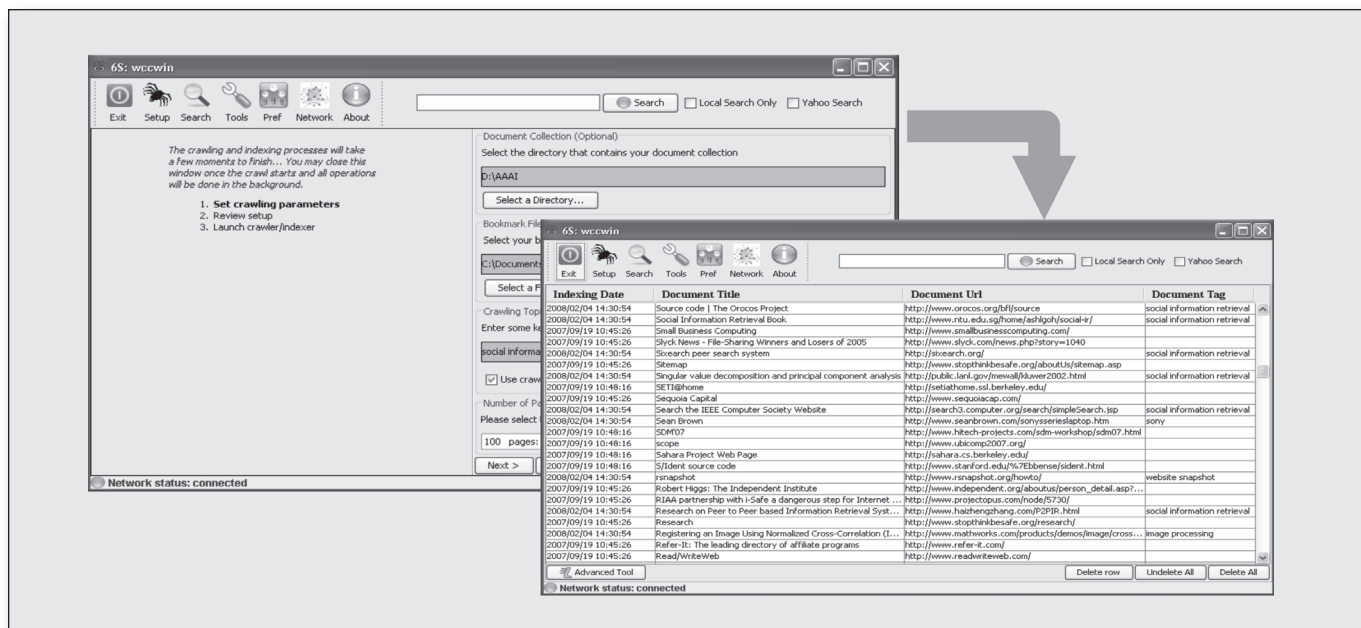 6S: wccwin
Exit Setup Search Tools Pref Network About
Search Local Search Only Yahoo Search
The crawling and indexing processes will take
a few moments to finish... You may close this
window once the crawl starts and all operations
will be done in the background.
1. Set crawling parameters
2. Review setup
3. Launch crawler/indexer
Document Collection (Optional)
Select the directory that contains your document collection
D:\AAAI
Select a Directory...
Bookmark File
Select your b
C:\Documents
Select a F
Crawling Topi
Enter some ke
social informa
Use craw
Number of Pa
Please select
100 pages:
Next >
Network status: connected
6S: wccwin
Exit Setup Search Tools Pref Network About
Search Local Search Only Yahoo Search
Indexing Date Document Title Document Url Document Tag
2008/02/04 14:30:54 Source code | The Orocos Project http://www.orocos.org/bfl/source social information retrieval
2008/02/04 14:30:54 Social Information Retrieval Book http://www.ntu.edu.sg/home/ashlgoh/social-ir/ social information retrieval
2007/09/19 10:45:26 Small Business Computing http://www.smallbusinesscomputing.com/
2007/09/19 10:45:26 Slyck News - File-Sharing Winners and Losers of 2005 http://www.slyck.com/news.php?story=1040
2008/02/04 14:30:54 Sixearch peer search system http://sixearch.org/ social information retrieval
2007/09/19 10:45:26 Sitemap http://www.stopthinkbesafe.org/aboutUs/sitemap.asp
2008/02/04 14:30:54 Singular value decomposition and principal component analysis http://public.lanl.gov/mewall/kluwer2002.html social information retrieval
2007/09/19 10:48:16 SETI@home http://setiathome.ssl.berkeley.edu/
2007/09/19 10:45:26 Sequoia Capital http://www.sequoiacap.com/
2008/02/04 14:30:54 Search the IEEE Computer Society Website http://search3.computer.org/search/simpleSearch.jsp social information retrieval
2008/02/04 14:30:54 Sean Brown http://www.seanbrown.com/sonysserieslaptop.htm sony
2007/09/19 10:48:16 SDM'07 http://www.hitech-projects.com/sdm-workshop/sdm07.html
2007/09/19 10:48:16 scope http://www.ubicomp2007.org/
2007/09/19 10:48:16 Sahara Project Web Page http://sahara.cs.berkeley.edu/
2007/09/19 10:48:16 S/Ident source code http://www.stanford.edu/%7Ebbense/sident.html
2008/02/04 14:30:54 rsnapshot http://www.rsnapshot.org/howto/ website snapshot
2007/09/19 10:45:26 Robert Higgs: The Independent Institute http://www.independent.org/aboutus/person_detail.asp?...
2007/09/19 10:45:26 RIAA partnership with i-Safe a dangerous step for Internet ... http://www.projectopus.com/node/5730/
2008/02/04 14:30:54 Research on Peer to Peer based Information Retrieval Syst... http://www.haizhengzhang.com/P2PIR.html social information retrieval
2007/09/19 10:45:26 Research http://www.stopthinkbesafe.org/research/
2008/02/04 14:30:54 Registering an Image Using Normalized Cross-Correlation (I... http://www.mathworks.com/products/demos/image/cross... image processing
2007/09/19 10:45:26 Refer-It: The leading directory of affiliate programs http://www.refer-it.com/
2007/09/19 10:45:26 Read/WriteWeb http://www.readwriteweb.com/
Advanced Tool Delete row Undelete All Delete All
Network status: connected